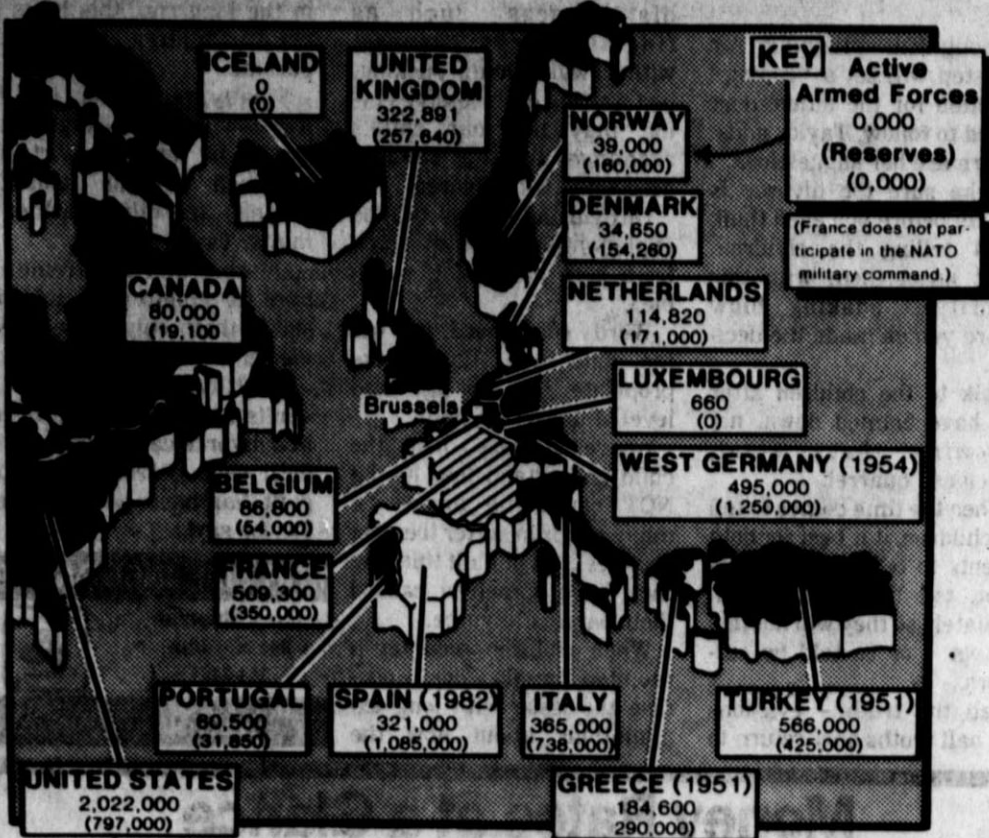 ICELAND
0
(0)
UNITED
KINGDOM
322,891
(257,640)
KEY
Active
Armed Forces
0,000
(Reserves)
(0,000)
NORWAY
39,000
(160,000)
(France does not par-
ticipate in the NATO
military command.)
DENMARK
34,650
(154,260)
CANADA
80,000
(19,100
NETHERLANDS
114,820
(171,000)
Brussels
LUXEMBOURG
660
(0)
WEST GERMANY (1954)
495,000
(1,250,000)
BELGIUM
86,800
(54,000)
FRANCE
509,300
(350,000)
PORTUGAL
60,500
(31,850)
SPAIN (1982)
321,000
(1,085,000)
ITALY
365,000
(738,000)
TURKEY (1951)
566,000
(425,000)
UNITED STATES
2,022,000
(797,000)
GREECE (1951)
184,600
290,000)